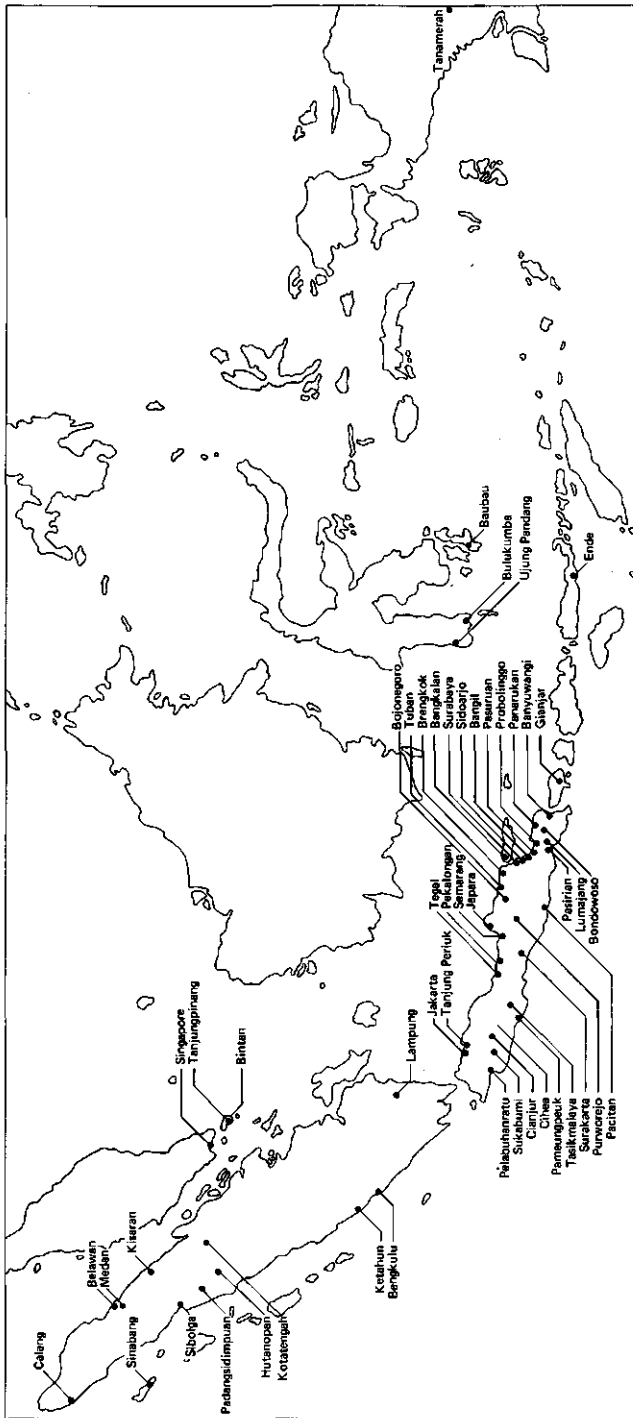 Calang
Sinabang
Belawan
Medan
Kisaran
Sibolga
Padangsidimpuan
Hutanopan
Kotatengah
Singapore
Tanjungpinang
Bintan
Ketahun
Bengkulu
Lampung
Jakarta
Tanjung Periuk
Tegal
Pekalongan
Semarang
Jepara
Bojonegoro
Tuban
Brengkok
Bangkalan
Surabaya
Sidoarjo
Bangil
Pasuruan
Probolinggo
Panarukan
Banyuwangi
Gianjar
Pelabuhanratu
Sukabumi
Cianjur
Cihea
Pameungpeuk
Tasikmalaya
Surakarta
Purworejo
Pacitan
Pasirian
Lumajang
Bondowoso
Baubau
Bulukumba
Ujung Pandang
Ende
Tanamerah